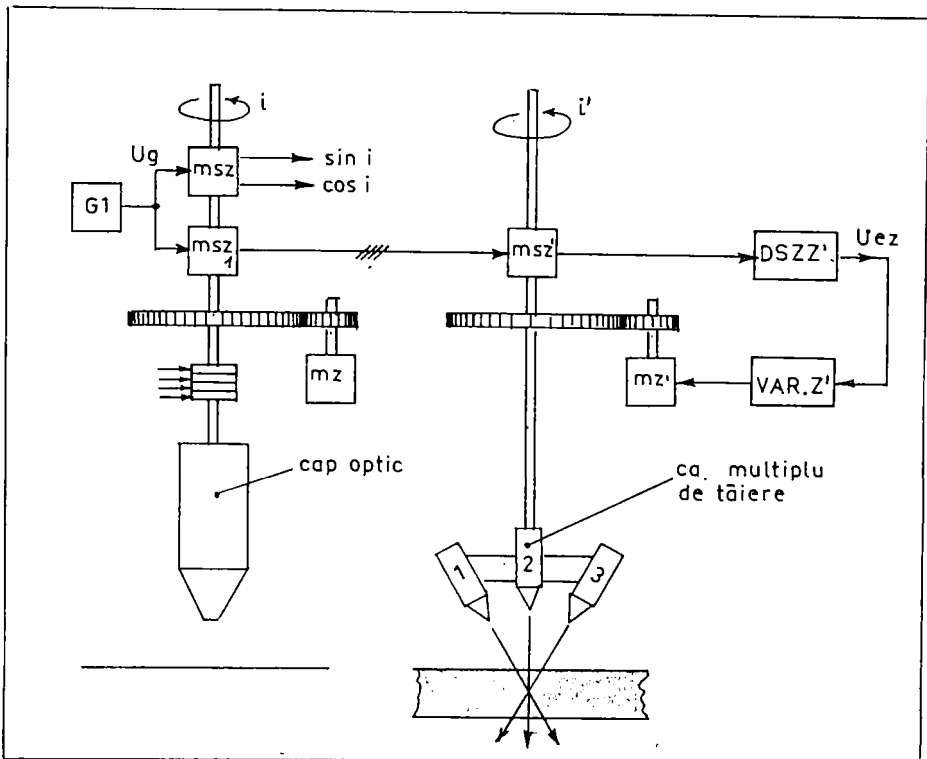 i
i'
Ug
msz
sin i
cos i
G1
msz
1
msz'
DSZZ'.
Uez
mz
mz'
VAR.Z'
cap optic
ca. multiplu
de tăiere
1
2
3